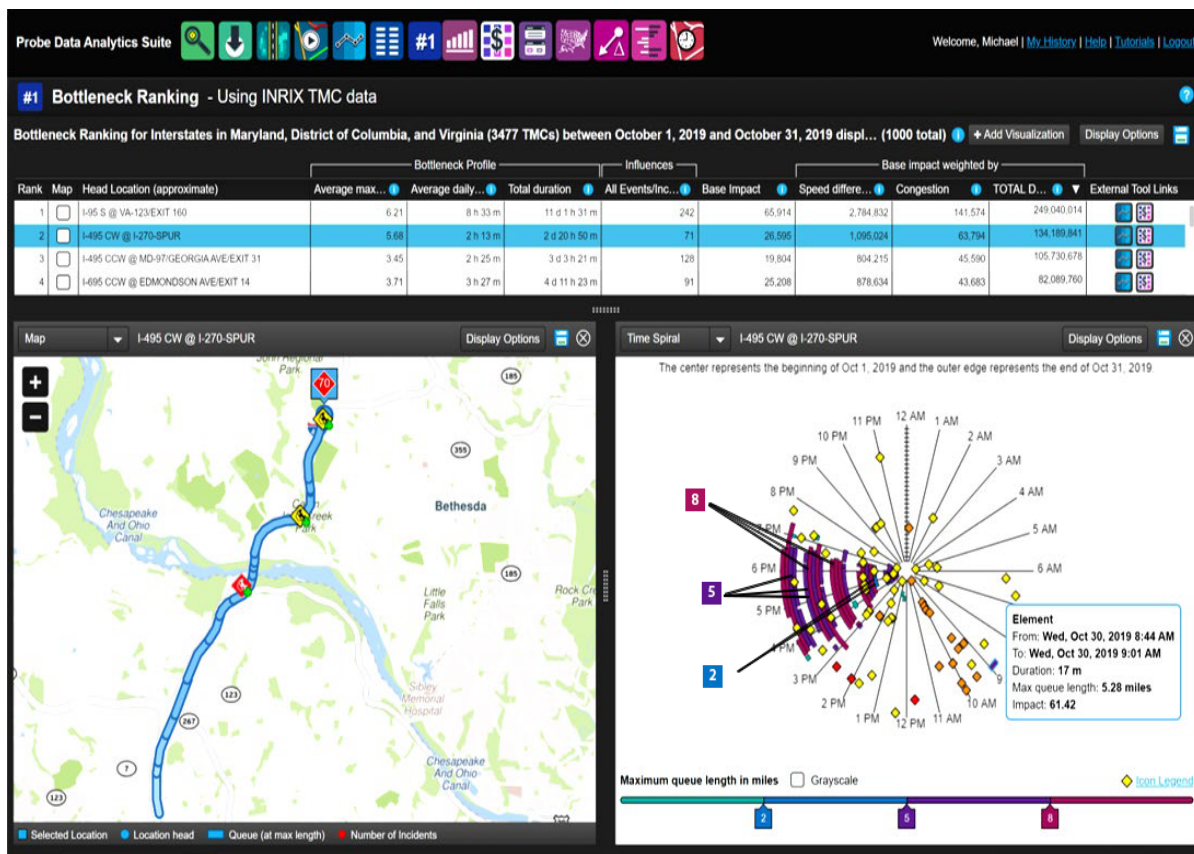 Probe Data Analytics Suite
#1
$
Welcome, Michael | My History | Help | Tutorials | Logout
#1 Bottleneck Ranking - Using INRIX TMC data
?
Bottleneck Ranking for Interstates in Maryland, District of Columbia, and Virginia (3477 TMCs) between October 1, 2019 and October 31, 2019 displ... (1000 total) i + Add Visualization Display Options
Bottleneck Profile Influences Base impact weighted by
Rank Map Head Location (approximate) Average max... Average daily... Total duration All Events/Inc... Base Impact Speed differe... Congestion TOTAL D... ▼ External Tool Links
1 I-95 S @ VA-123/EXIT 160 6.21 8 h 33 m 11 d 1 h 31 m 242 65,914 2,784,832 141,574 249,040,014
2 I-495 CW @ I-270-SPUR 5.68 2 h 13 m 2 d 20 h 50 m 71 26,595 1,095,024 63,794 134,189,841
3 I-495 CCW @ MD-97/GEORGIA AVE/EXIT 31 3.45 2 h 25 m 3 d 3 h 21 m 128 19,804 804,215 45,590 105,730,678
4 I-695 CCW @ EDMONDSON AVE/EXIT 14 3.71 3 h 27 m 4 d 11 h 23 m 91 25,208 878,634 43,683 82,089,760
Map I-495 CW @ I-270-SPUR Display Options
+
−
John Regional
Park
70
185
355
Bethesda
Chesapeake
And Ohio
Canal
Park
185
Little
Falls
Park
Rock
Park
123
Sibley
Memorial
Hospital
267
7
Chesapeake
And Ohio
Canal
123
Selected Location Location head Queue (at max length) Number of Incidents
Time Spiral I-495 CW @ I-270-SPUR Display Options
The center represents the beginning of Oct 1, 2019 and the outer edge represents the end of Oct 31, 2019.
12 AM
11 PM 1 AM
10 PM 2 AM
9 PM 3 AM
8 PM 4 AM
8
7 PM 5 AM
6 PM 6 AM
5
5 PM
4 PM
2
3 PM 9
2 PM 10 AM
1 PM 11 AM
12 PM
Element
From: Wed, Oct 30, 2019 8:44 AM
To: Wed, Oct 30, 2019 9:01 AM
Duration: 17 m
Max queue length: 5.28 miles
Impact: 61.42
Maximum queue length in miles Grayscale Icon Legend
2 5 8